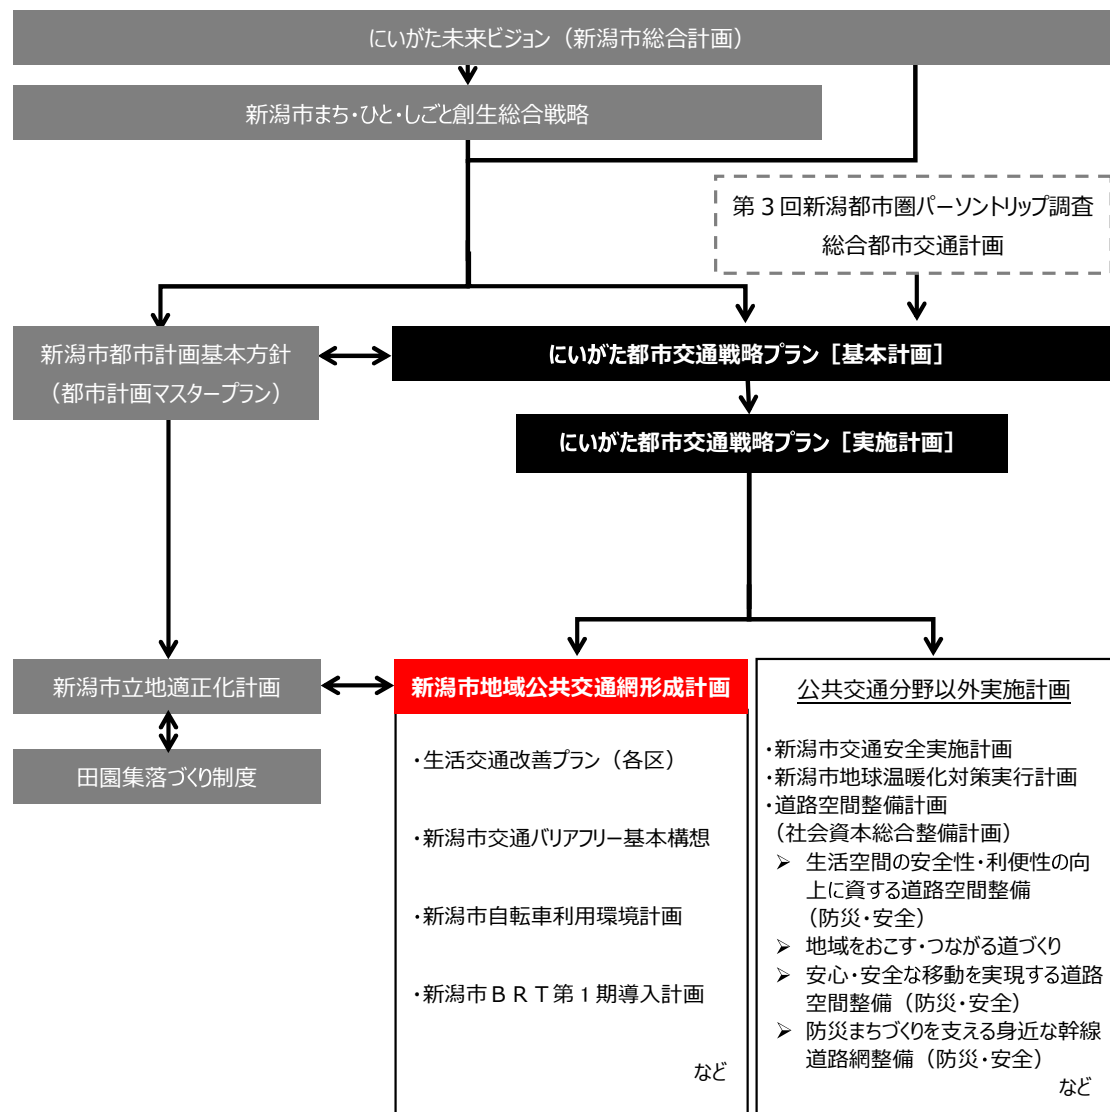 にいがた未来ビジョン（新潟市総合計画）
新潟市まち・ひと・しごと創生総合戦略
第３回新潟都市圏パーソントリップ調査
総合都市交通計画
新潟市都市計画基本方針
（都市計画マスタープラン）
にいがた都市交通戦略プラン［基本計画］
にいがた都市交通戦略プラン［実施計画］
新潟市立地適正化計画
田園集落づくり制度
新潟市地域公共交通網形成計画
・生活交通改善プラン（各区）
・新潟市交通バリアフリー基本構想
・新潟市自転車利用環境計画
・新潟市ＢＲＴ第１期導入計画
など
公共交通分野以外実施計画
・新潟市交通安全実施計画
・新潟市地球温暖化対策実行計画
・道路空間整備計画
（社会資本総合整備計画）
➢ 生活空間の安全性・利便性の向
上に資する道路空間整備
（防災・安全）
➢ 地域をおこす・つながる道づくり
➢ 安心・安全な移動を実現する道路
空間整備（防災・安全）
➢ 防災まちづくりを支える身近な幹線
道路網整備（防災・安全）
など